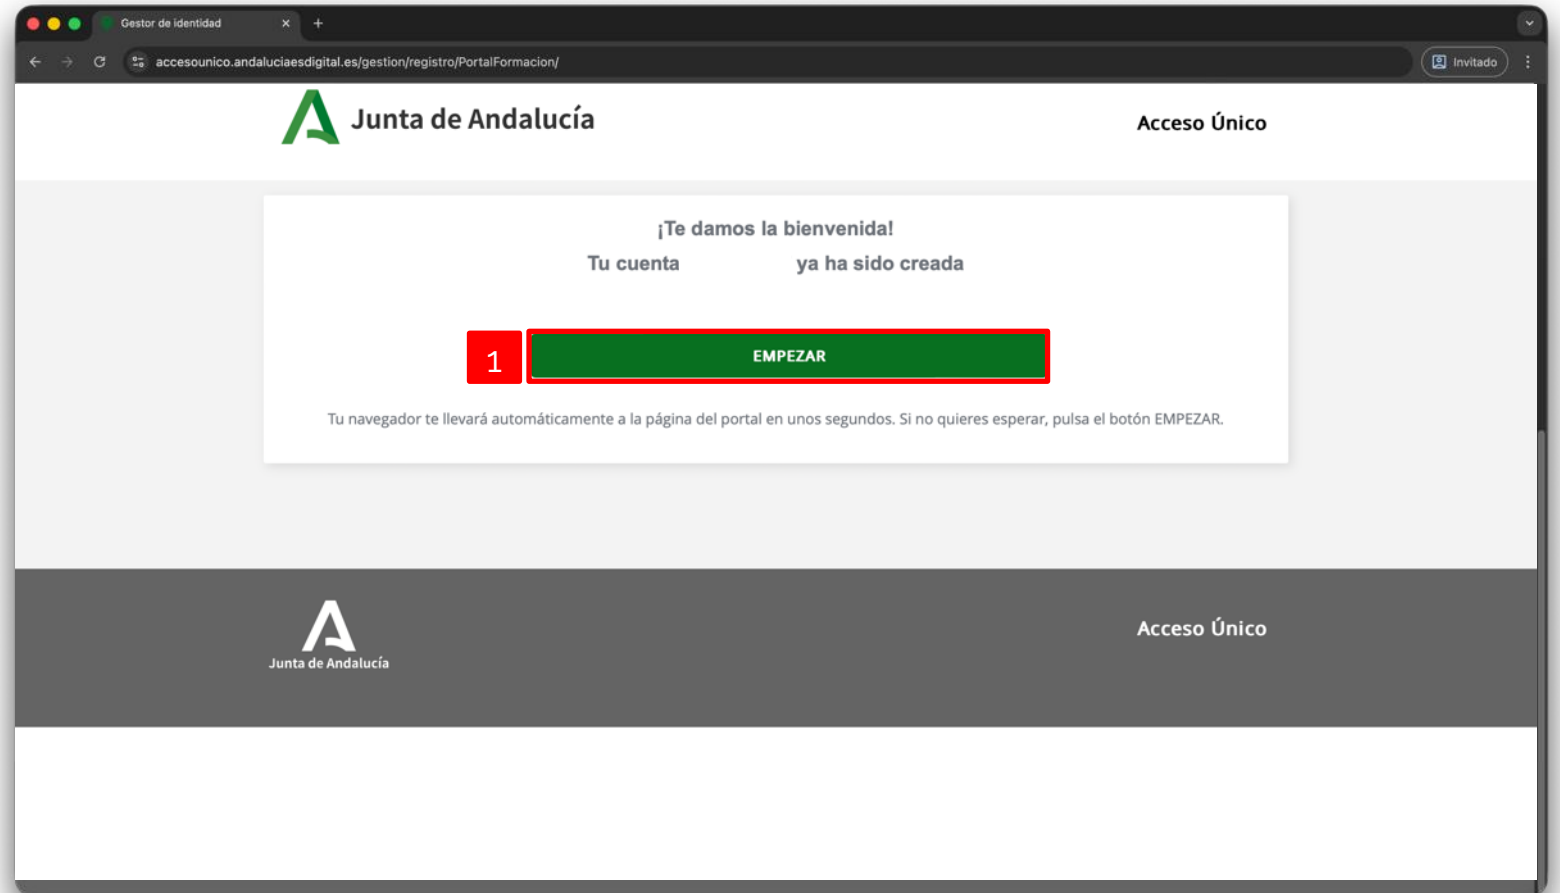 Gestor de identidad
accesounico.andaluciaesdigital.es/gestion/registro/PortalFormacion/
Invitado
Junta de Andalucía
Acceso Único
¡Te damos la bienvenida!
Tu cuenta ya ha sido creada
1
EMPEZAR
Tu navegador te llevará automáticamente a la página del portal en unos segundos. Si no quieres esperar, pulsa el botón EMPEZAR.
Junta de Andalucía
Acceso Único